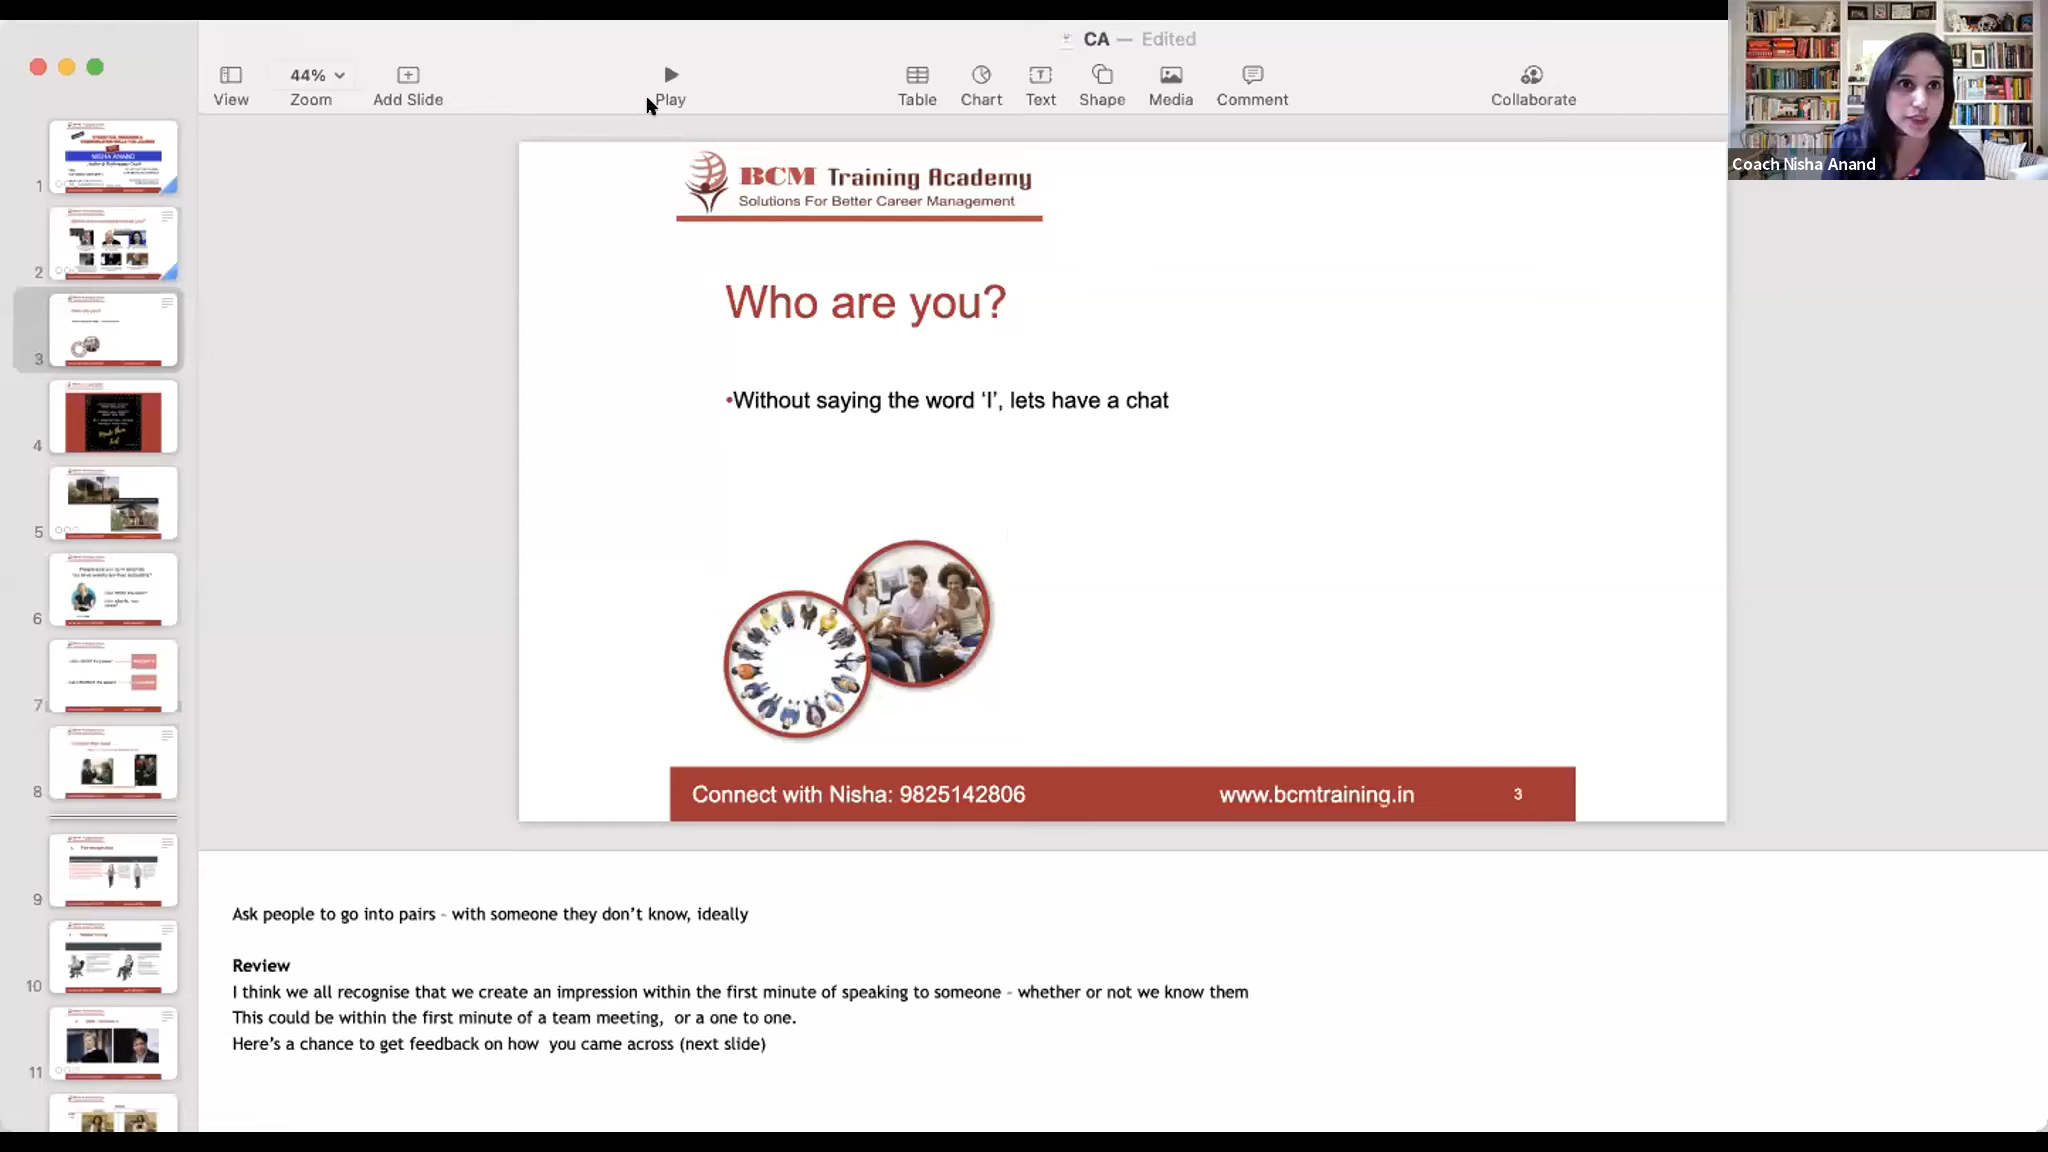 CA — Edited
View
44%
Zoom
Add Slide
Play
Table
Chart
Text
Shape
Media
Comment
Collaborate
Coach Nisha Anand
1
NISHA ANAND
2
3
4
5
6
7
8
9
10
11
BCM Training Academy
Solutions For Better Career Management
Who are you?
•Without saying the word ‘I’, lets have a chat
Connect with Nisha: 9825142806
www.bcmtraining.in
3
Ask people to go into pairs - with someone they don’t know, ideally
Review
I think we all recognise that we create an impression within the first minute of speaking to someone - whether or not we know them
This could be within the first minute of a team meeting,  or a one to one.
Here’s a chance to get feedback on how  you came across (next slide)